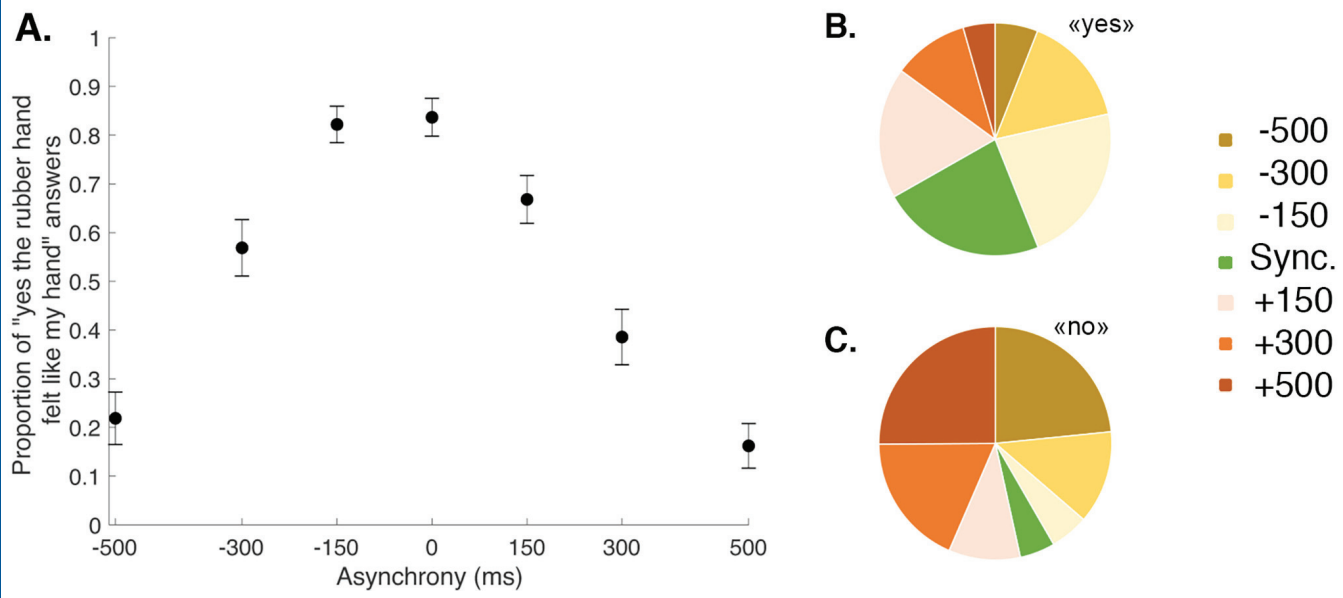 A.
Proportion of "yes the rubber hand
felt like my hand" answers
1
0.9
0.8
0.7
0.6
0.5
0.4
0.3
0.2
0.1
0
-500
-300
-150
0
150
300
500
Asynchrony (ms)
B.
«yes»
C.
«no»
-500
-300
-150
Sync.
+150
+300
+500